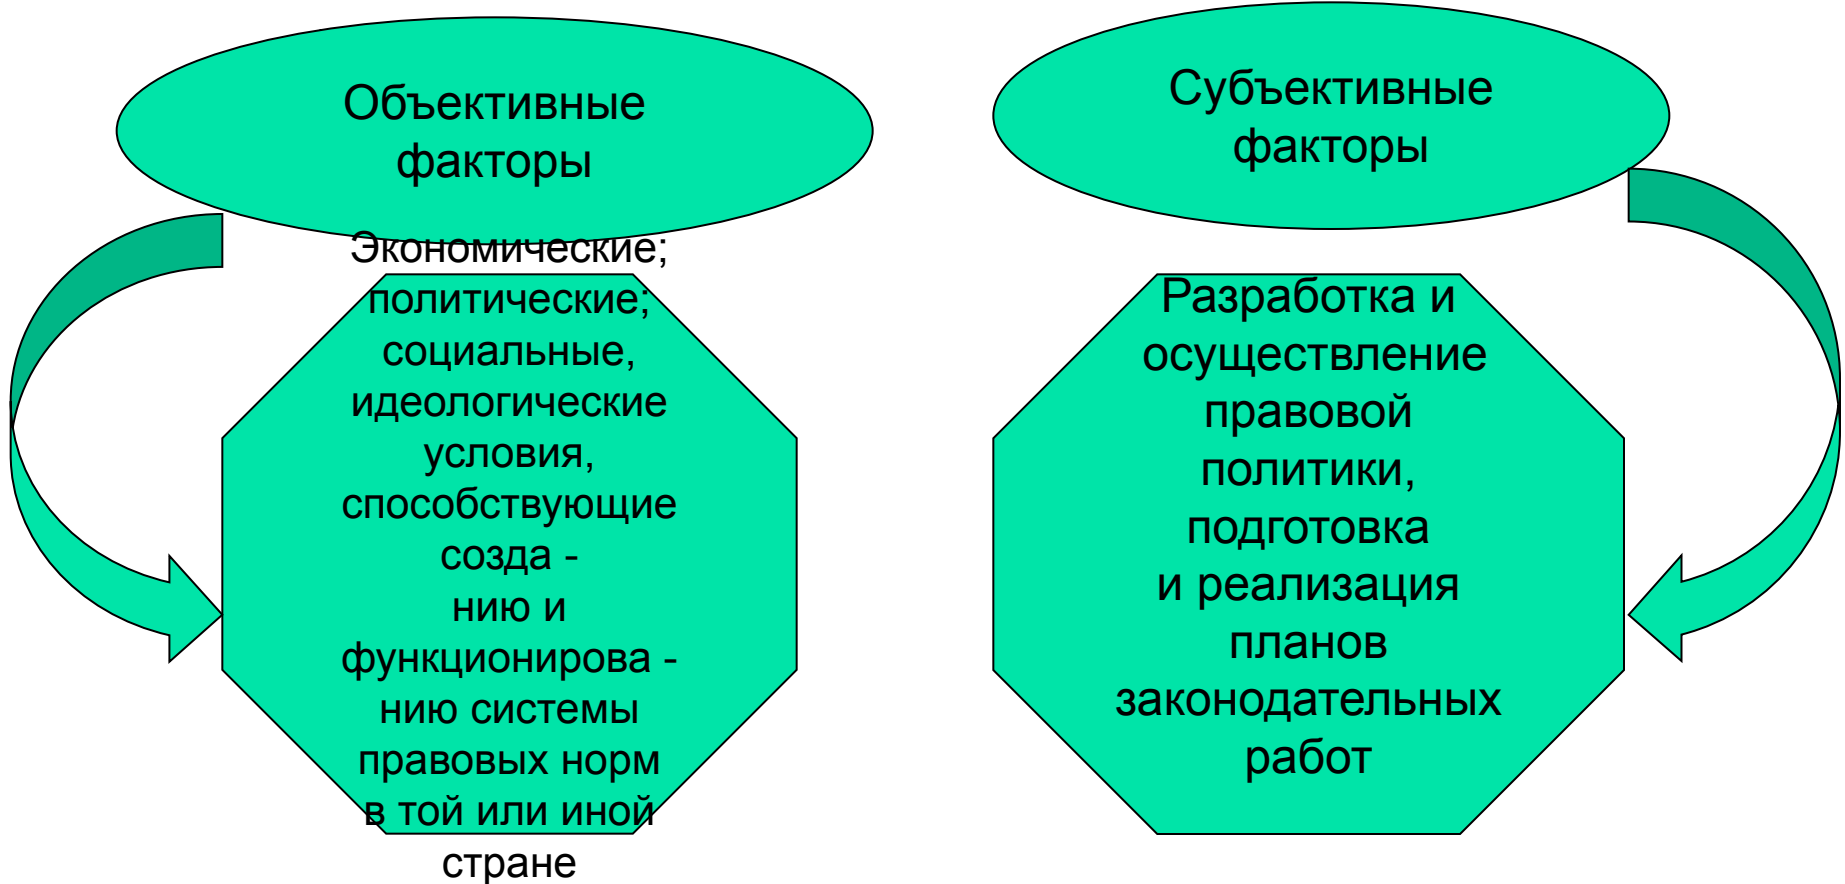 Объективные
факторы
Экономические;
политические;
социальные,
идеологические
условия,
способствующие
созда -
нию и
функционирова -
нию системы
правовых норм
в той или иной
стране
Субъективные
факторы
Разработка и
осуществление
правовой
политики,
подготовка
и реализация
планов
законодательных
работ